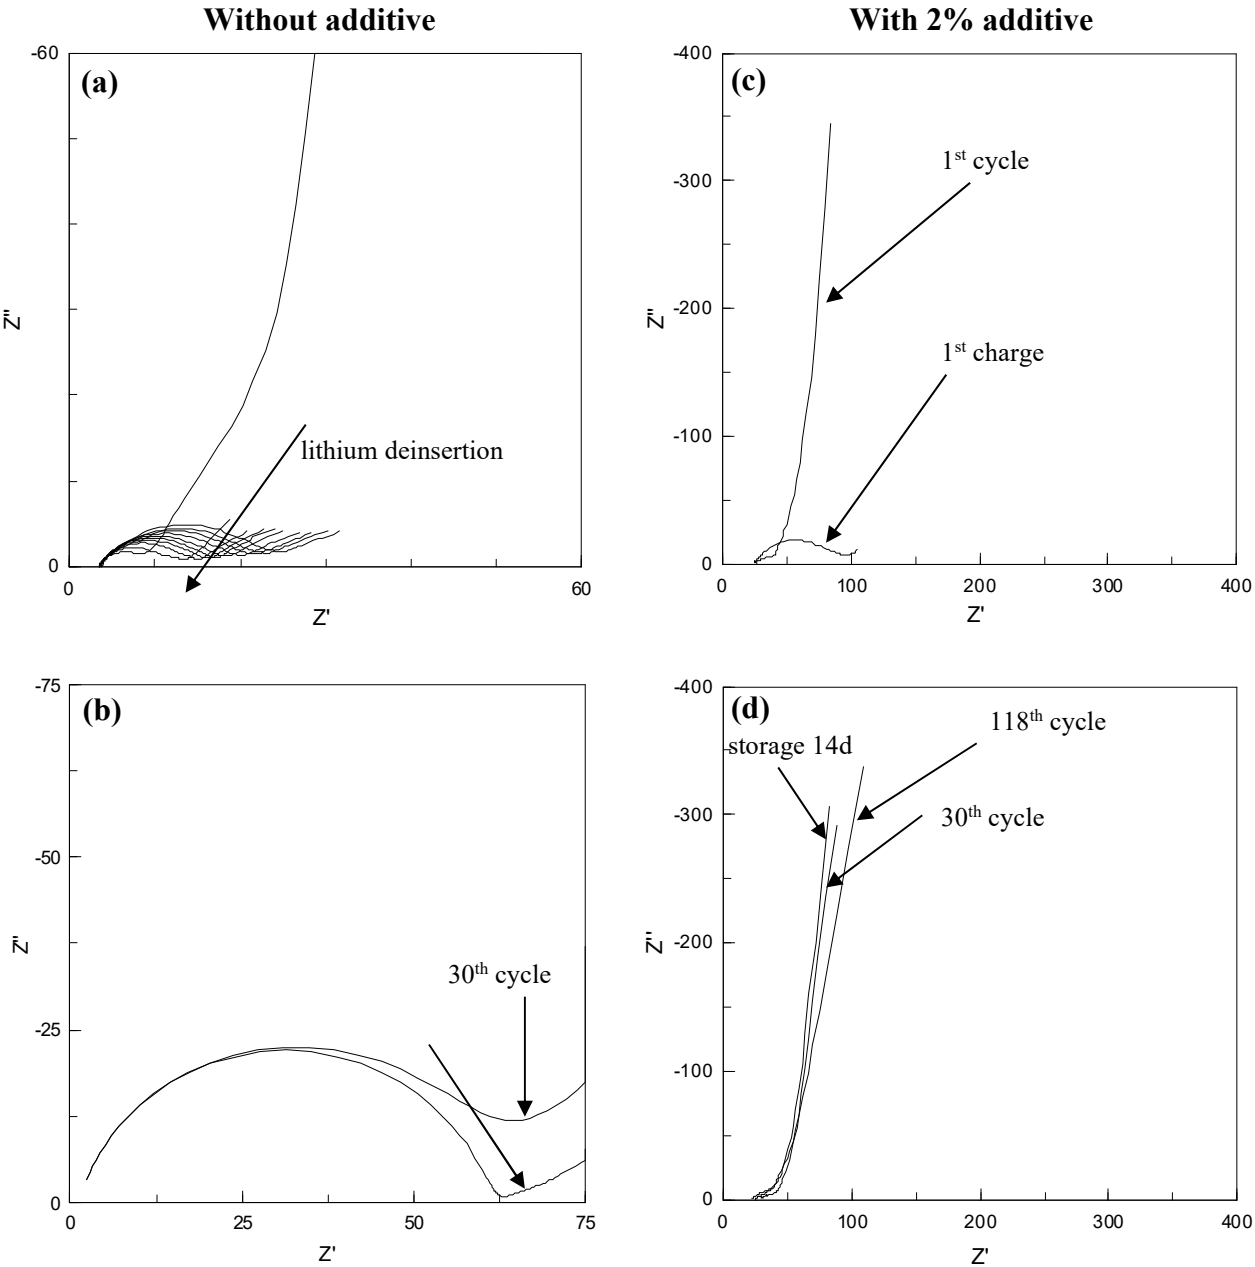 Without additive
With 2% additive
-60
(a)
Z"
lithium deinsertion
0
0
60
Z'
-400
(c)
1st cycle
-300
Z"
-200
1st charge
-100
0
0
100
200
300
400
Z'
-75
(b)
-50
Z"
30th cycle
-25
0
0
25
50
75
Z'
-400
(d)
118th cycle
storage 14d
-300
30th cycle
Z"
-200
-100
0
0
100
200
300
400
Z'